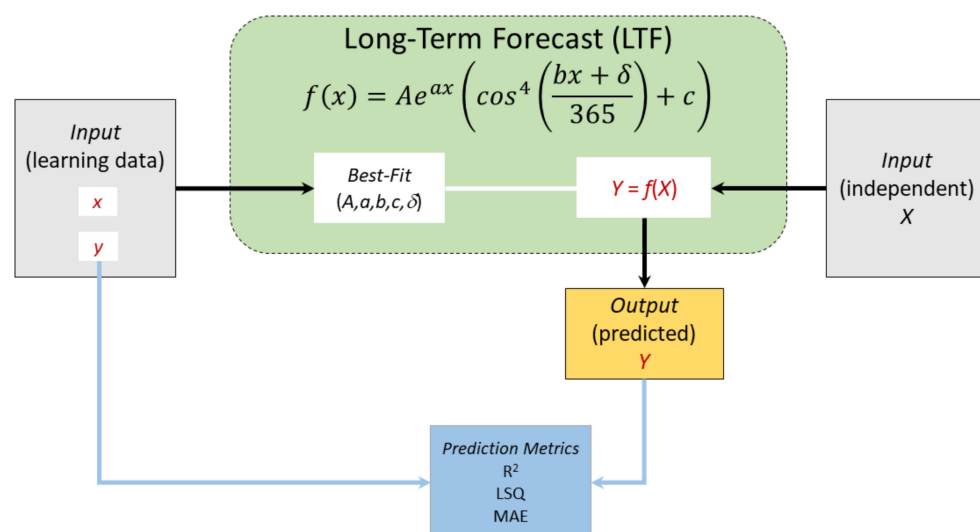 Long-Term Forecast (LTF)
f(x) = Ae^{ax} (cos^4 ((bx + δ)/365) + c)
Input
(learning data)
x
y
Best-Fit
(A,a,b,c,δ)
Y = f(X)
Input
(independent)
X
Output
(predicted)
Y
Prediction Metrics
R²
LSQ
MAE